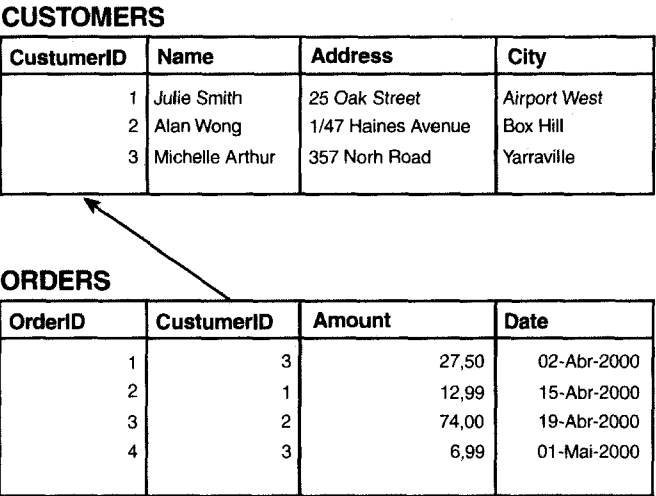 CUSTOMERS
CustumerID Name Address City
1 Julie Smith 25 Oak Street Airport West
2 Alan Wong 1/47 Haines Avenue Box Hill
3 Michelle Arthur 357 Norh Road Yarraville
ORDERS
OrderID CustumerID Amount Date
1 3 27,50 02-Abr-2000
2 1 12,99 15-Abr-2000
3 2 74,00 19-Abr-2000
4 3 6,99 01-Mai-2000